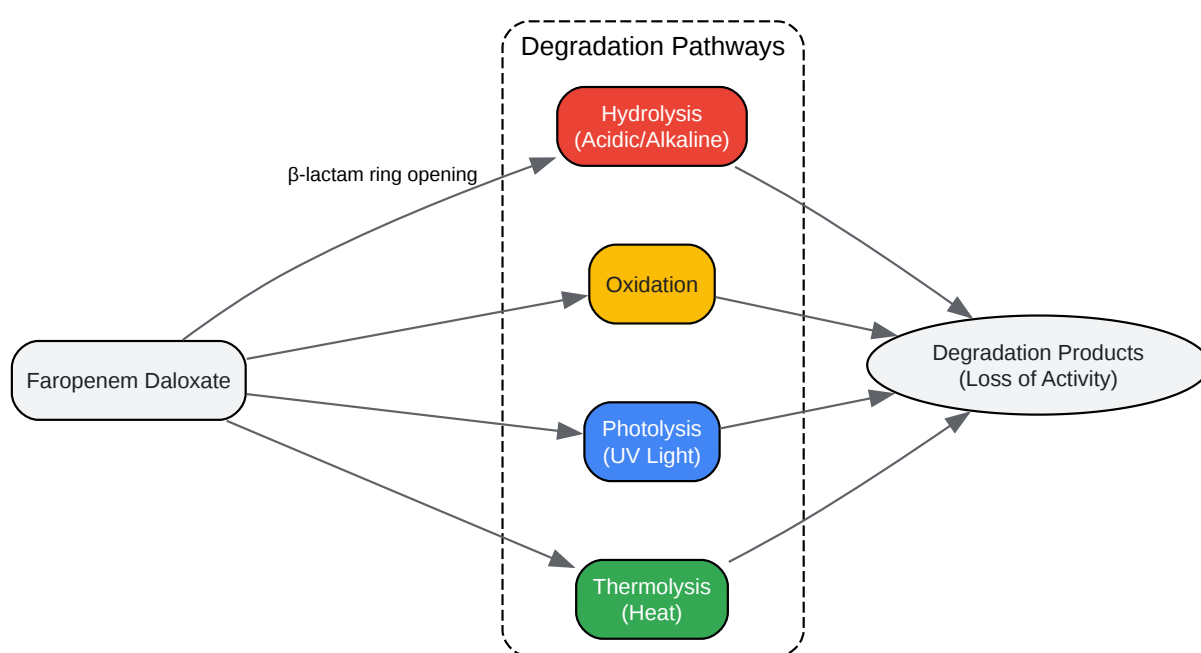 Degradation Pathways
Hydrolysis
(Acidic/Alkaline)
β-lactam ring opening
Oxidation
Faropenem Daloxate
Degradation Products
(Loss of Activity)
Photolysis
(UV Light)
Thermolysis
(Heat)